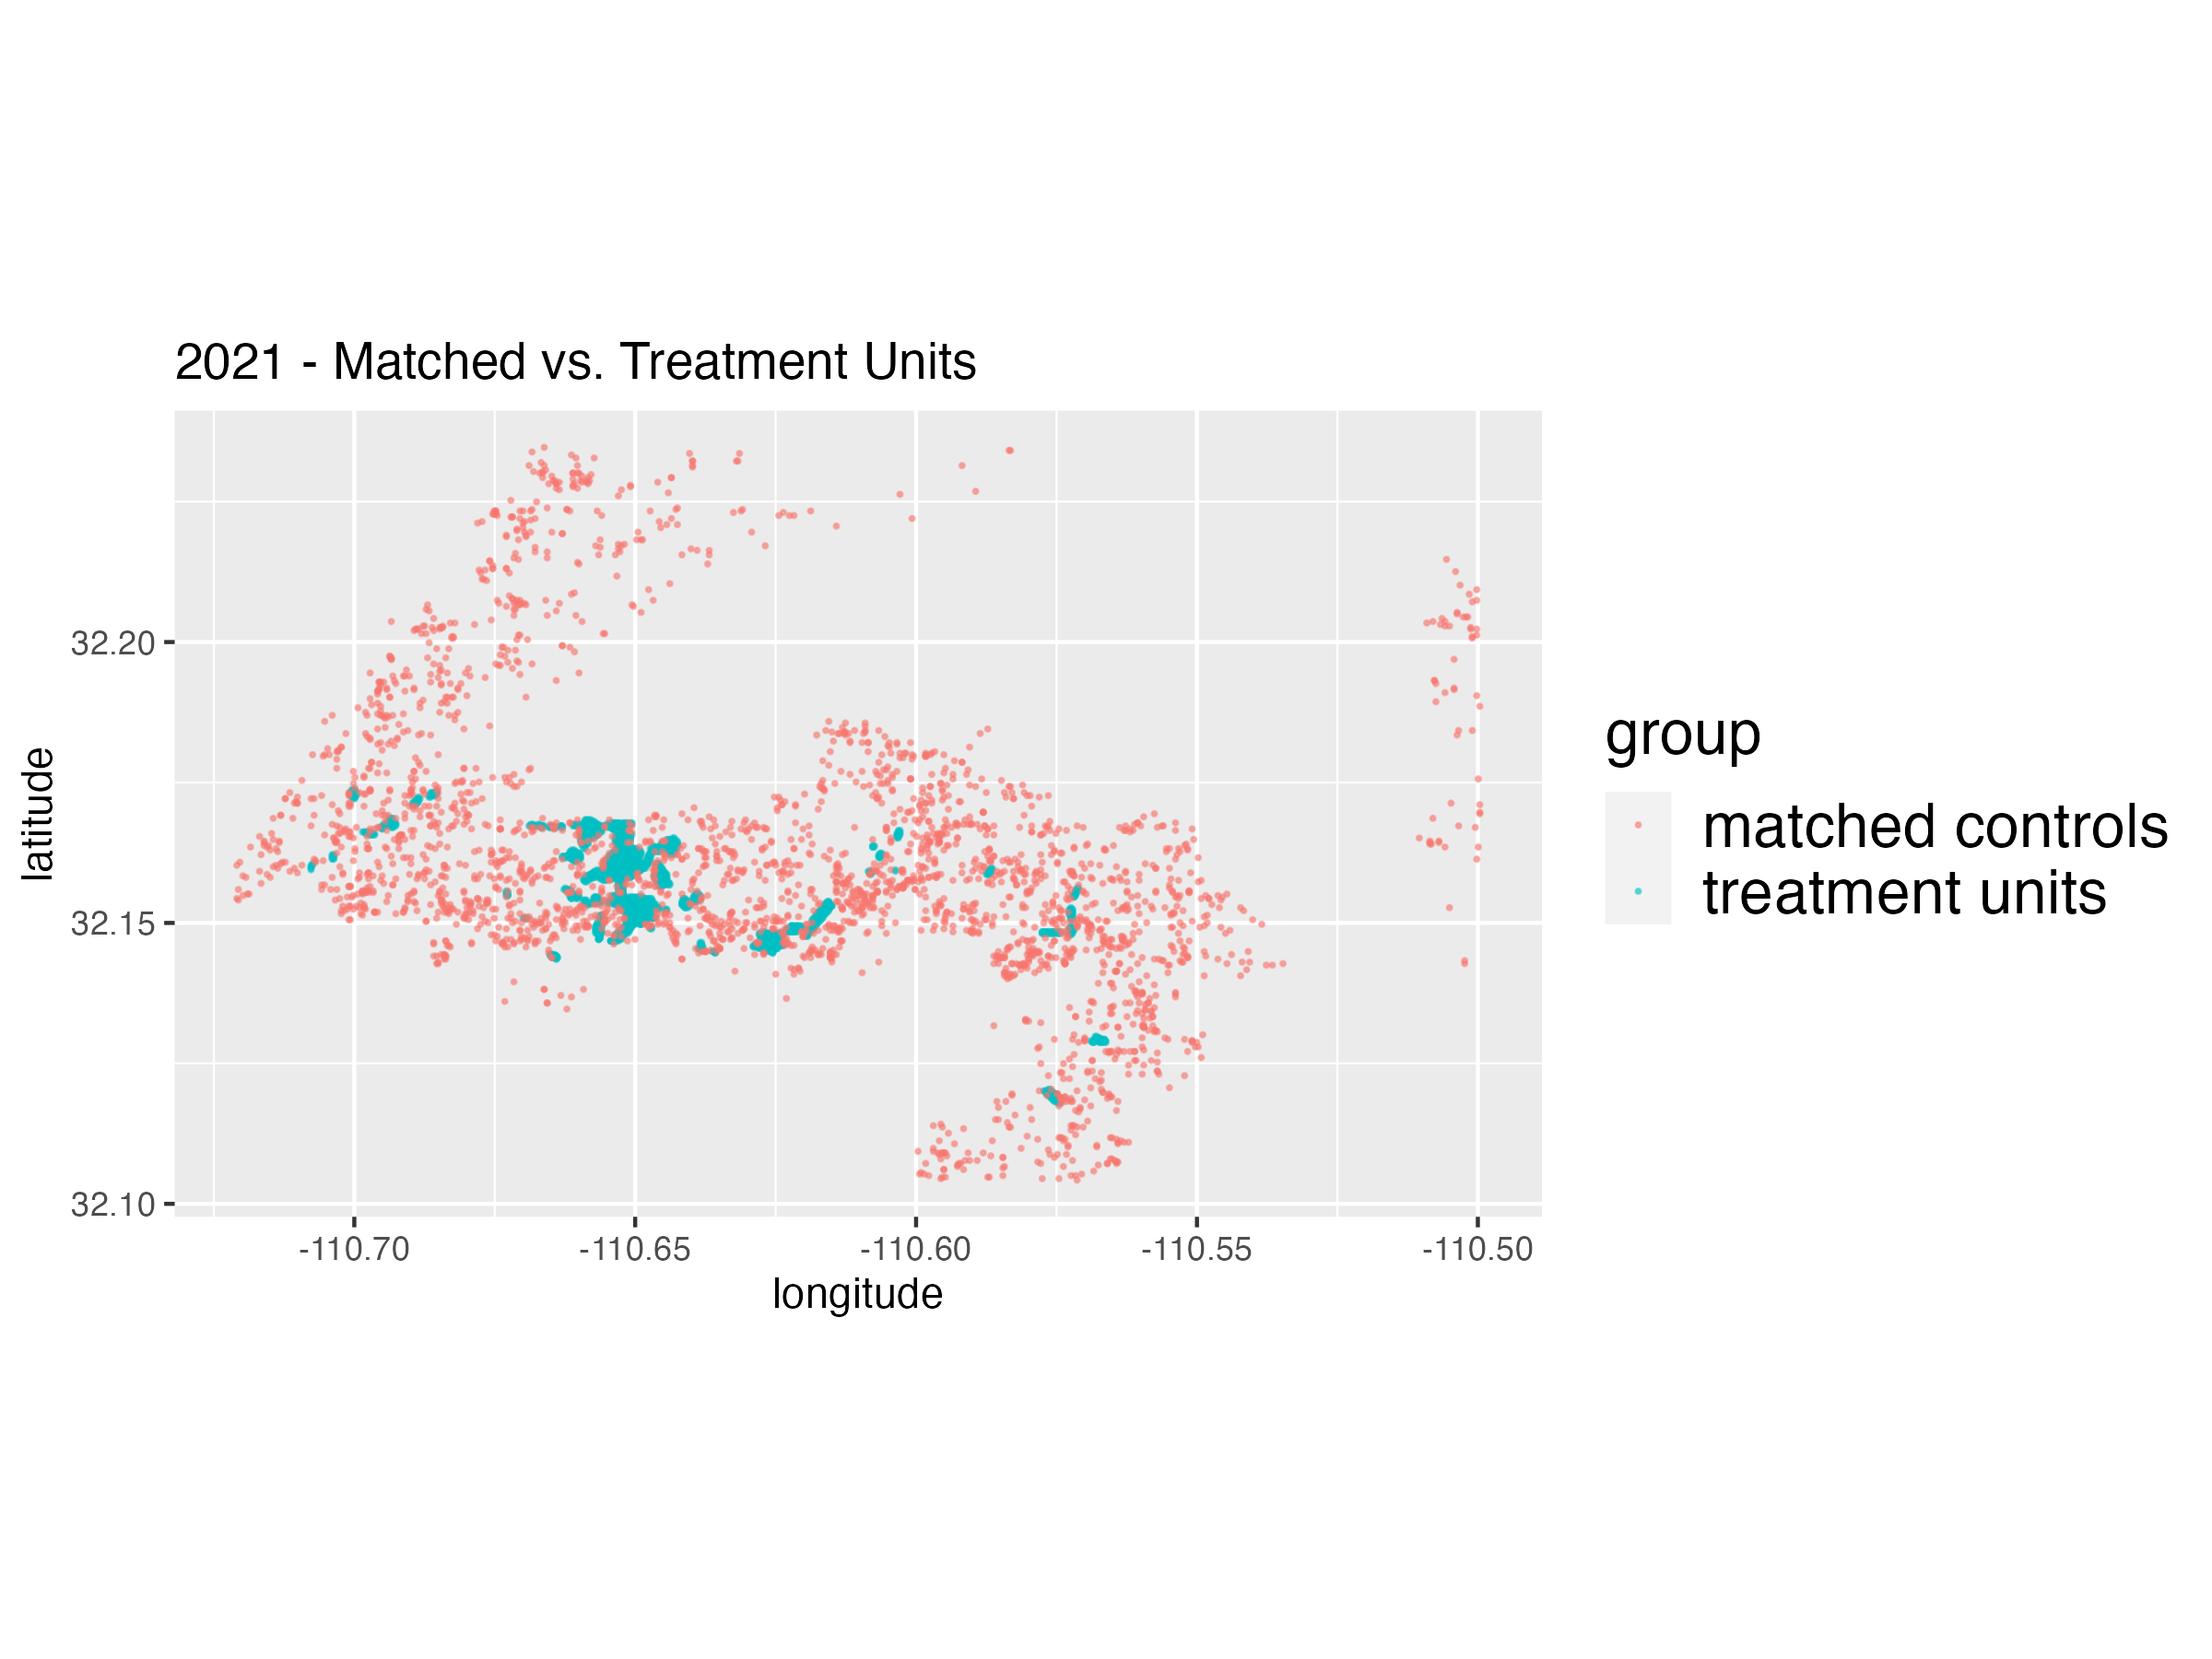 2021 - Matched vs. Treatment Units
latitude
32.20
32.15
32.10
-110.70
-110.65
-110.60
-110.55
-110.50
longitude
group
matched controls
treatment units